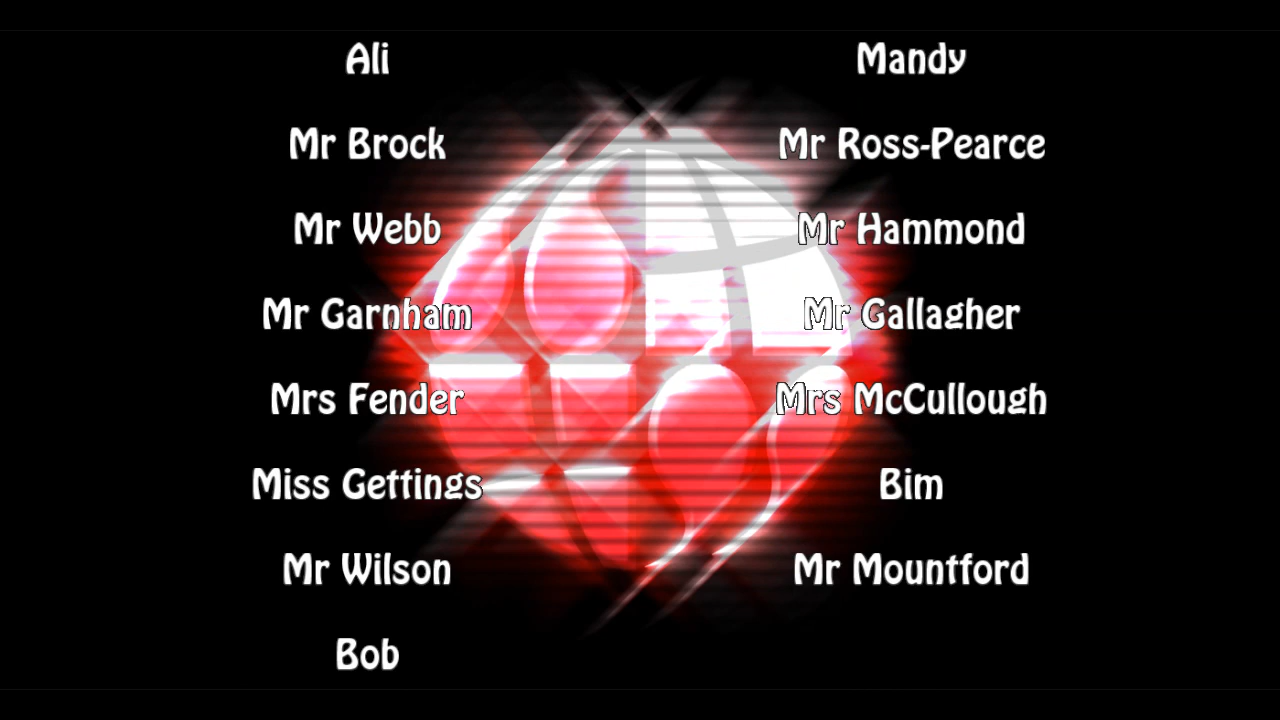 Ali
Mandy
Mr Brock
Mr Ross-Pearce
Mr Webb
Mr Hammond
Mr Garnham
Mr Gallagher
Mrs Fender
Mrs McCullough
Miss Gettings
Bim
Mr Wilson
Mr Mountford
Bob